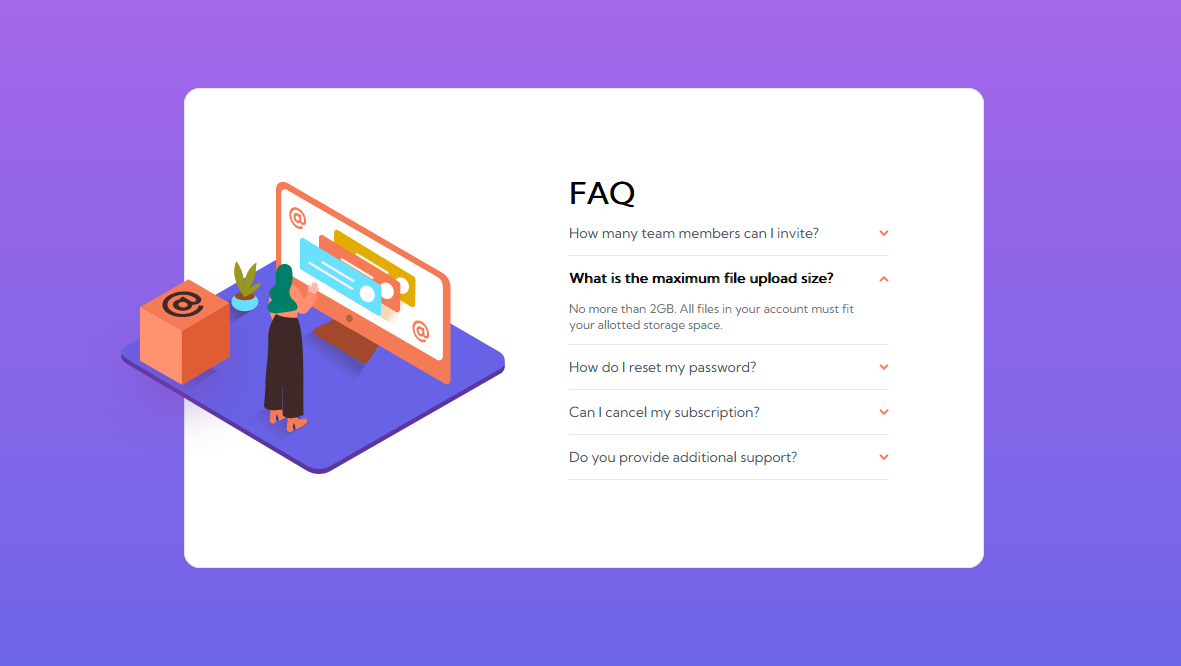 FAQ
How many team members can I invite?
What is the maximum file upload size?
No more than 2GB. All files in your account must fit
your allotted storage space.
How do I reset my password?
Can I cancel my subscription?
Do you provide additional support?